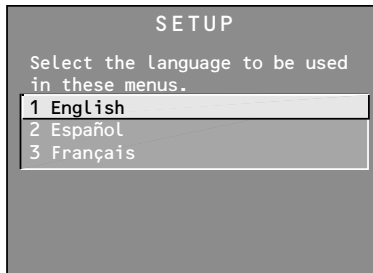 SETUP
Select the language to be used
in these menus.
1 English
2 Español
3 Français